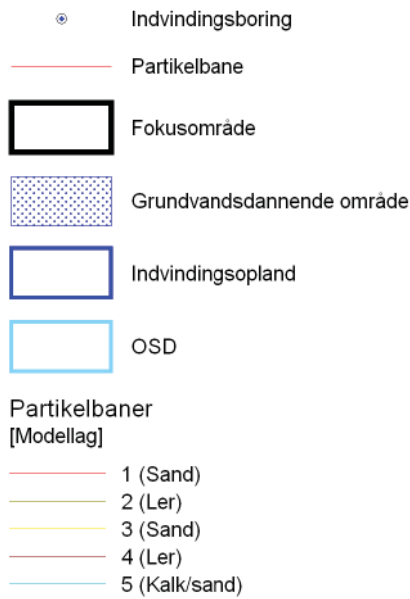 Indvindingsboring
Partikelbane
Fokusområde
Grundvandsdannende område
Indvindingsopland
OSD
Partikelbaner
[Modellag]
1 (Sand)
2 (Ler)
3 (Sand)
4 (Ler)
5 (Kalk/sand)